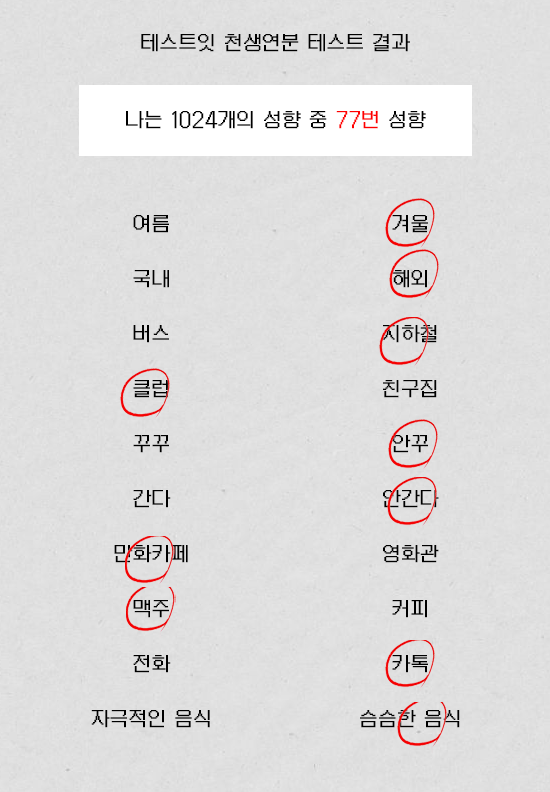 테스트잇 천생연분 테스트 결과
나는 1024개의 성향 중 77번 성향
여름 겨울
국내 해외
버스 지하철
클럽 친구집
꾸꾸 안꾸
간다 안간다
만화카페 영화관
맥주 커피
전화 카톡
자극적인 음식 슴슴한 음식